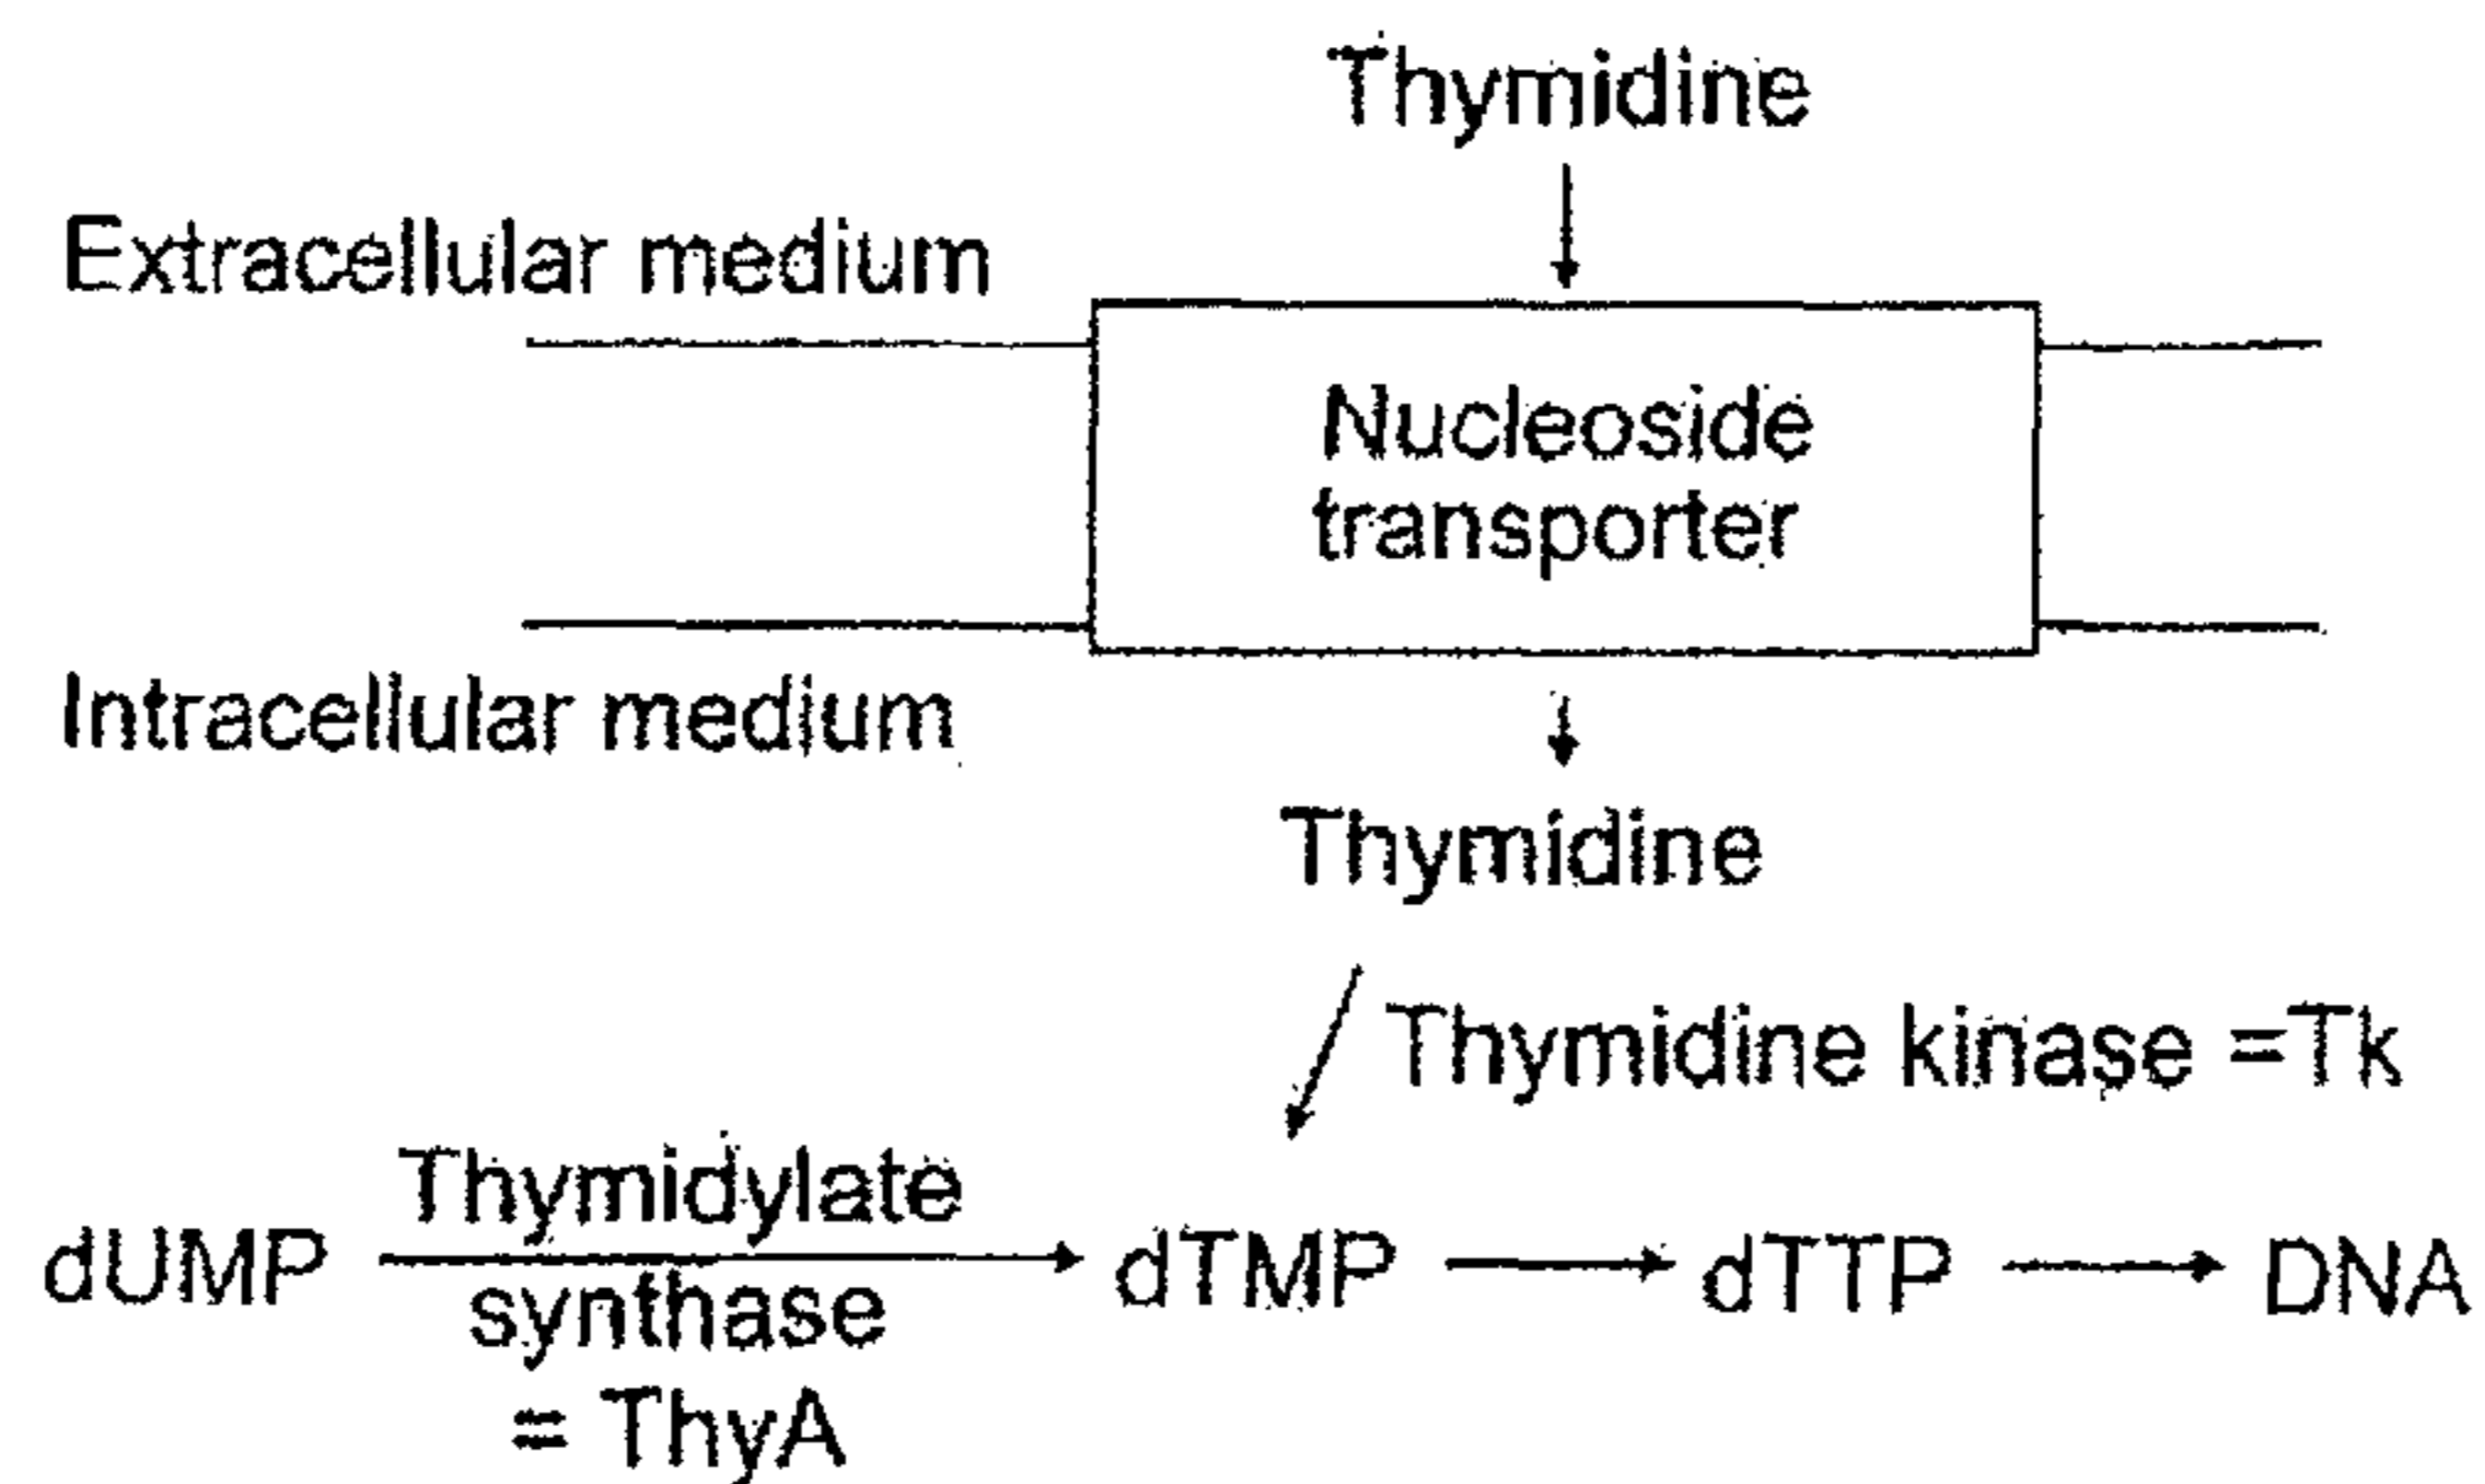 Thymidine
Extracellular medium
Nucleoside
transporter
Intracellular medium
Thymidine
Thymidine kinase =Tk
Thymidylate
dUMP
dTMP
dTTP
DNA
synthase
= ThyA